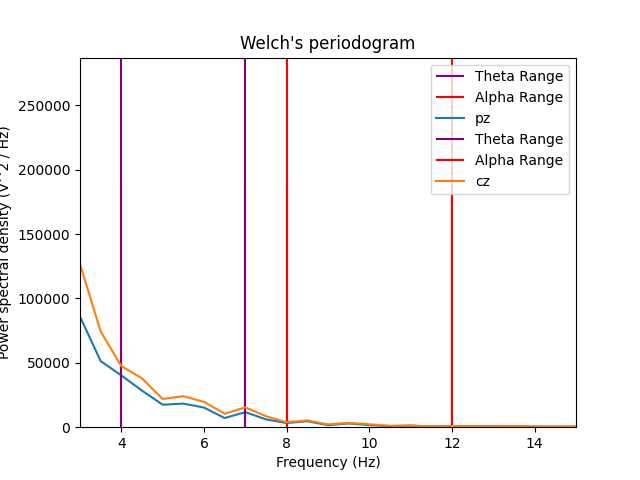 Welch's periodogram
Power spectral density (V**2 / Hz)
250000
200000
150000
100000
50000
0
Theta Range
Alpha Range
pz
Theta Range
Alpha Range
cz
4
6
8
10
12
14
Frequency (Hz)